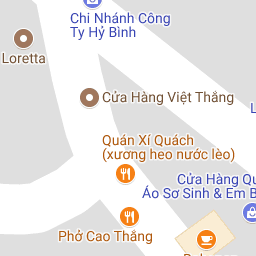 Chi Nhánh Công
Ty Hỷ Bình
Loretta
Cửa Hàng Việt Thắng
Quán Xí Quách
(xương heo nước lèo)
Cửa Hàng
Áo Sơ Sinh & Em
Phở Cao Thắng